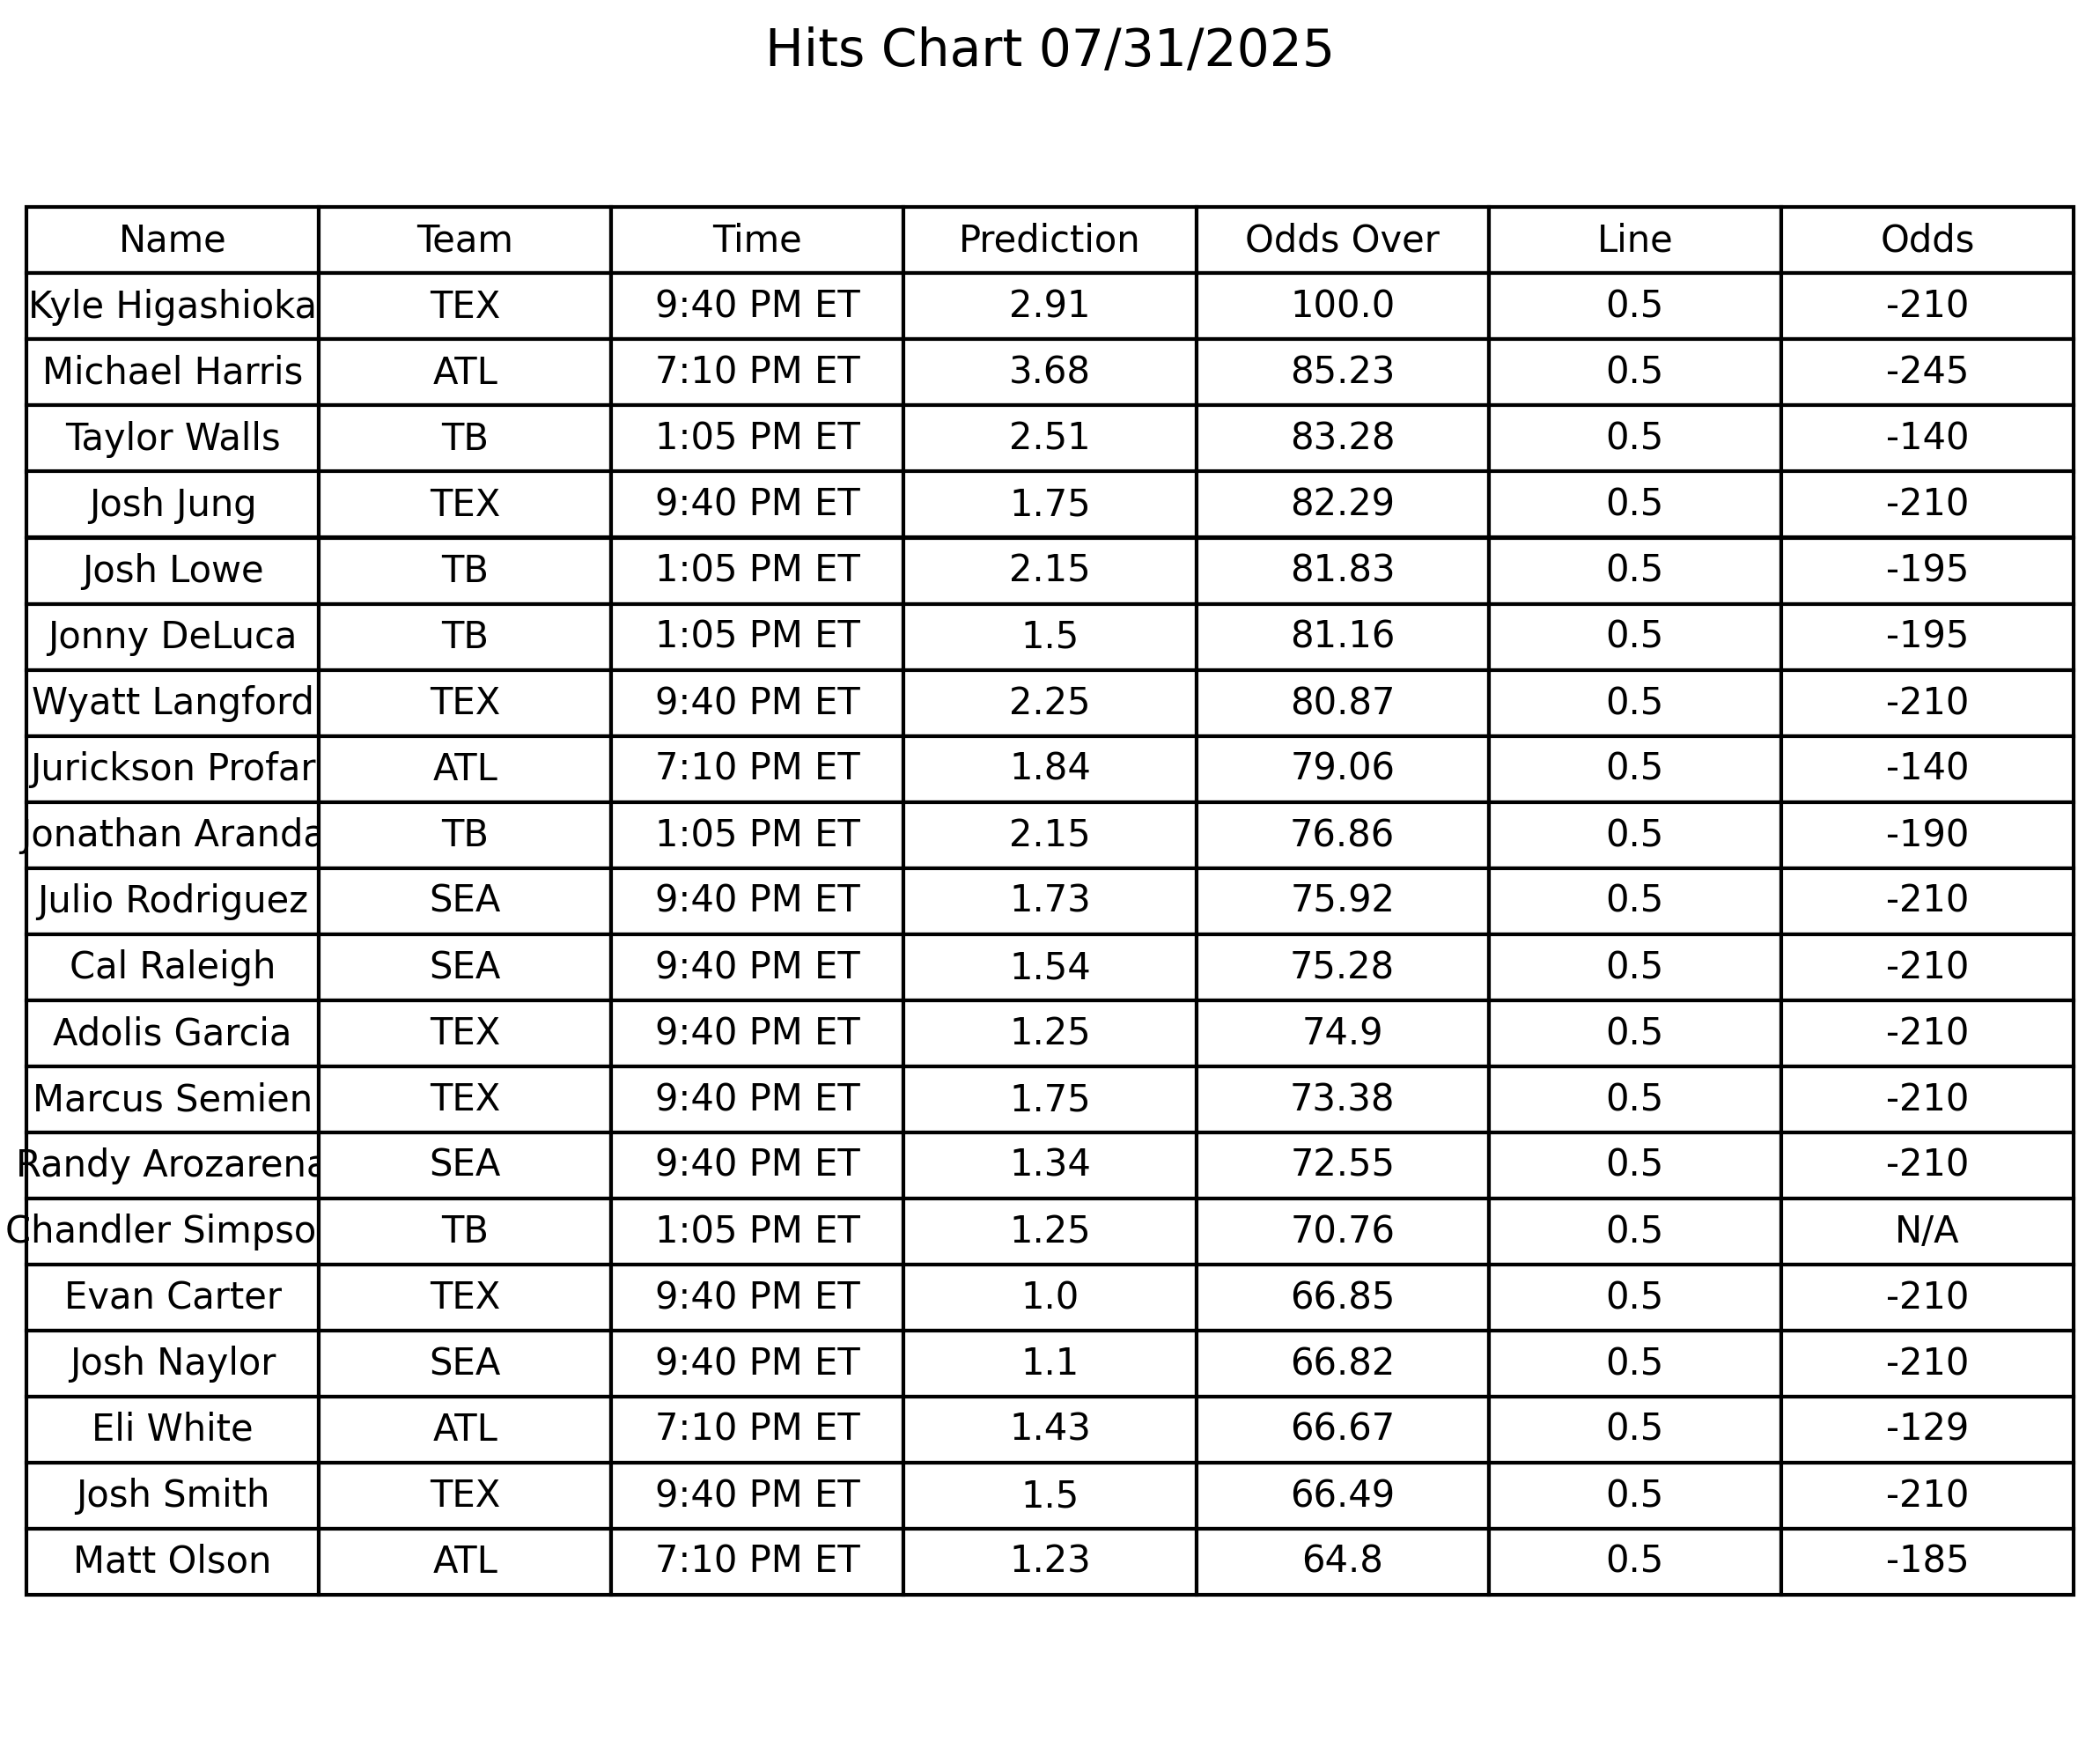 Hits Chart 07/31/2025
Name Team Time Prediction Odds Over Line Odds
Kyle Higashioka TEX 9:40 PM ET 2.91 100.0 0.5 -210
Michael Harris ATL 7:10 PM ET 3.68 85.23 0.5 -245
Taylor Walls TB 1:05 PM ET 2.51 83.28 0.5 -140
Josh Jung TEX 9:40 PM ET 1.75 82.29 0.5 -210
Josh Lowe TB 1:05 PM ET 2.15 81.83 0.5 -195
Jonny DeLuca TB 1:05 PM ET 1.5 81.16 0.5 -195
Wyatt Langford TEX 9:40 PM ET 2.25 80.87 0.5 -210
Jurickson Profar ATL 7:10 PM ET 1.84 79.06 0.5 -140
Jonathan Aranda TB 1:05 PM ET 2.15 76.86 0.5 -190
Julio Rodriguez SEA 9:40 PM ET 1.73 75.92 0.5 -210
Cal Raleigh SEA 9:40 PM ET 1.54 75.28 0.5 -210
Adolis Garcia TEX 9:40 PM ET 1.25 74.9 0.5 -210
Marcus Semien TEX 9:40 PM ET 1.75 73.38 0.5 -210
Randy Arozarena SEA 9:40 PM ET 1.34 72.55 0.5 -210
Chandler Simpso TB 1:05 PM ET 1.25 70.76 0.5 N/A
Evan Carter TEX 9:40 PM ET 1.0 66.85 0.5 -210
Josh Naylor SEA 9:40 PM ET 1.1 66.82 0.5 -210
Eli White ATL 7:10 PM ET 1.43 66.67 0.5 -129
Josh Smith TEX 9:40 PM ET 1.5 66.49 0.5 -210
Matt Olson ATL 7:10 PM ET 1.23 64.8 0.5 -185